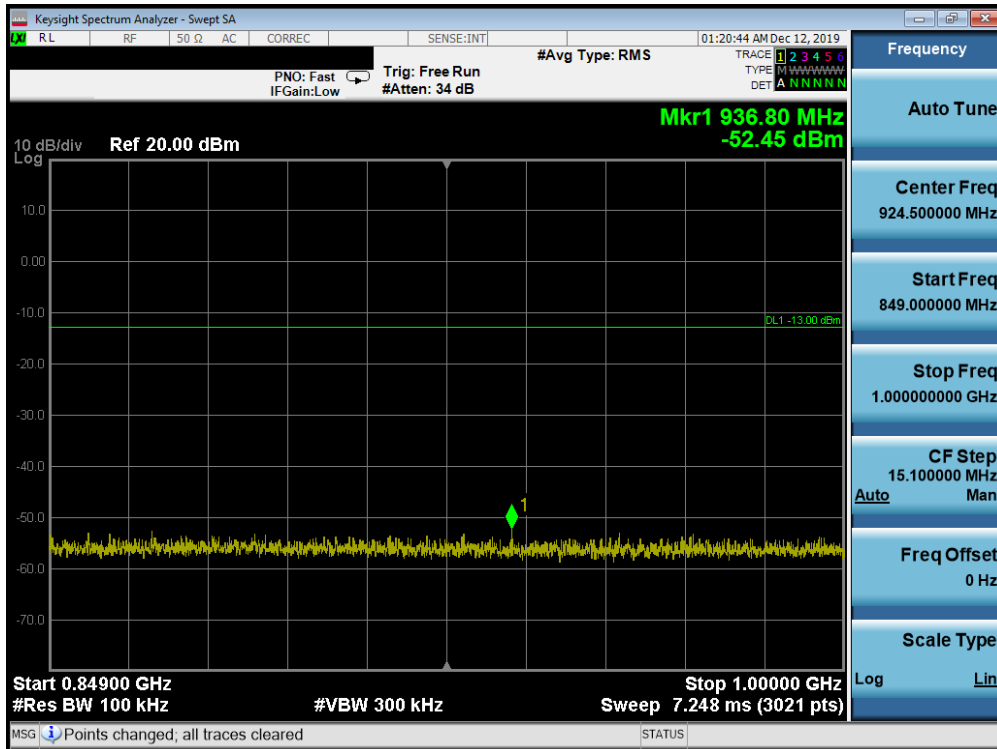 Keysight Spectrum Analyzer - Swept SA
LXI RL RF 50 Ω AC CORREC SENSE:INT 01:20:44 AM Dec 12, 2019
#Avg Type: RMS TRACE 1 2 3 4 5 6
PNO: Fast Trig: Free Run TYPE M WWWWW
IFGain:Low #Atten: 34 dB DET A N N N N N
Mkr1 936.80 MHz
-52.45 dBm
10 dB/div Ref 20.00 dBm
Log
10.0
0.00
-10.0
DL1 -13.00 dBm
-20.0
-30.0
-40.0
-50.0
1
-60.0
-70.0
Start 0.84900 GHz Stop 1.00000 GHz
#Res BW 100 kHz #VBW 300 kHz Sweep 7.248 ms (3021 pts)
MSG Points changed; all traces cleared STATUS
Frequency
Auto Tune
Center Freq
924.500000 MHz
Start Freq
849.000000 MHz
Stop Freq
1.000000000 GHz
CF Step
15.100000 MHz
Auto Man
Freq Offset
0 Hz
Scale Type
Log Lin